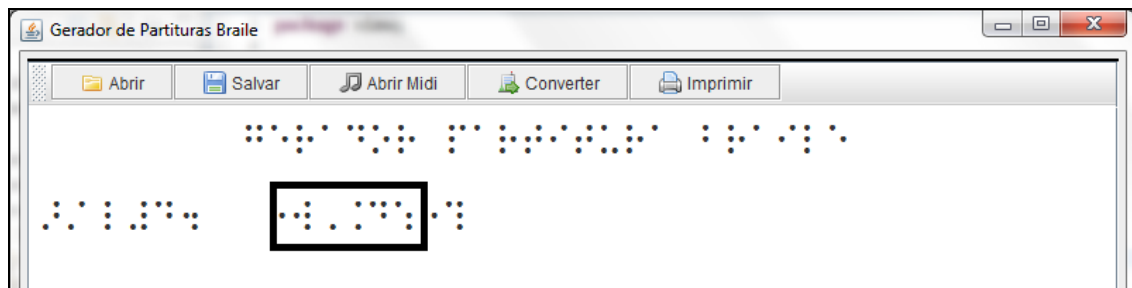 Gerador de Partituras Braile
Abrir Salvar Abrir Midi Converter Imprimir
⠛⠑⠗⠁⠙⠕⠗ ⠏⠁⠗⠞⠊⠞⠥⠗⠁ ⠃⠗⠁⠊⠇⠑